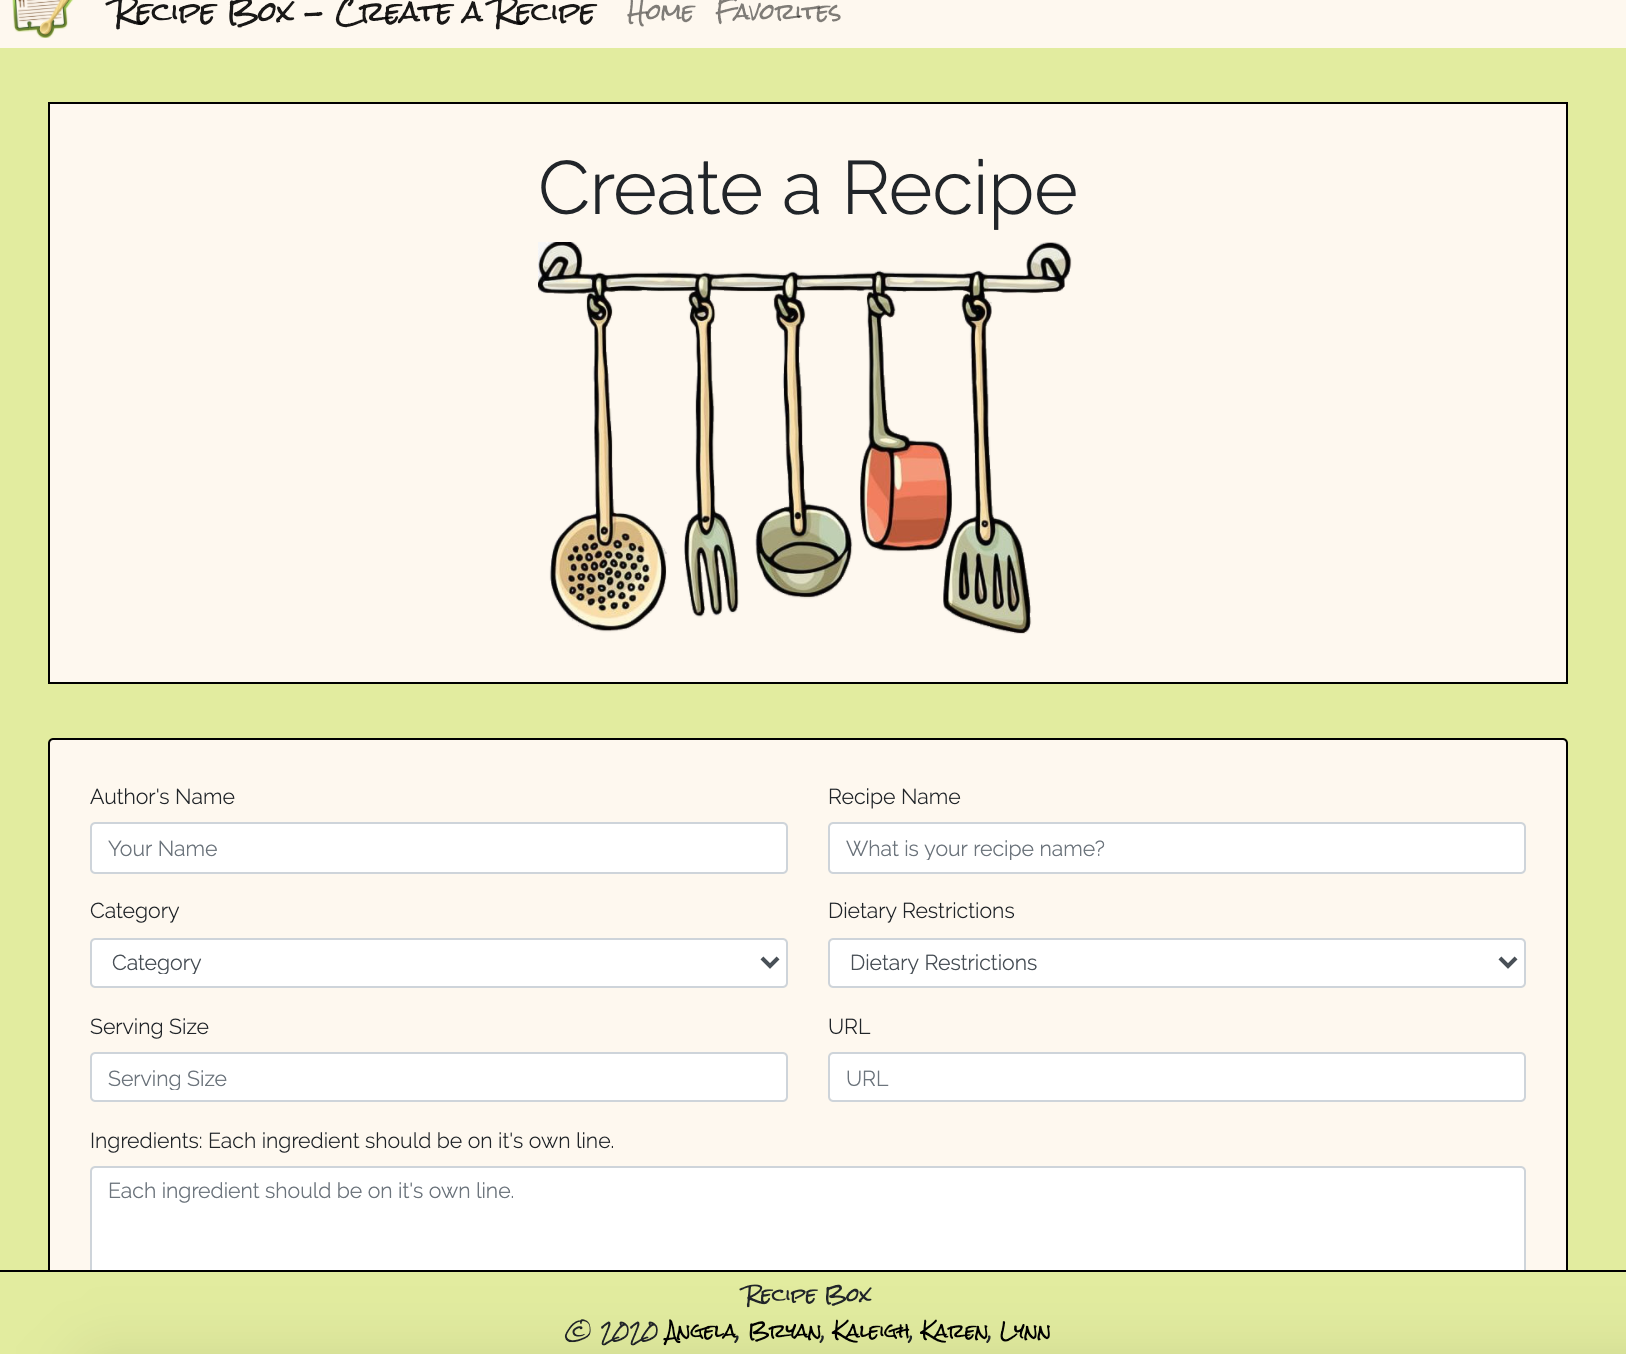 Recipe Box - Create a Recipe Home Favorites
Create a Recipe
Author's Name Recipe Name
Your Name What is your recipe name?
Category Dietary Restrictions
Category Dietary Restrictions
Serving Size URL
Serving Size URL
Ingredients: Each ingredient should be on it's own line.
Each ingredient should be on it's own line.
Recipe Box
© 2020 Angela, Bryan, Kaleigh, Karen, Lynn